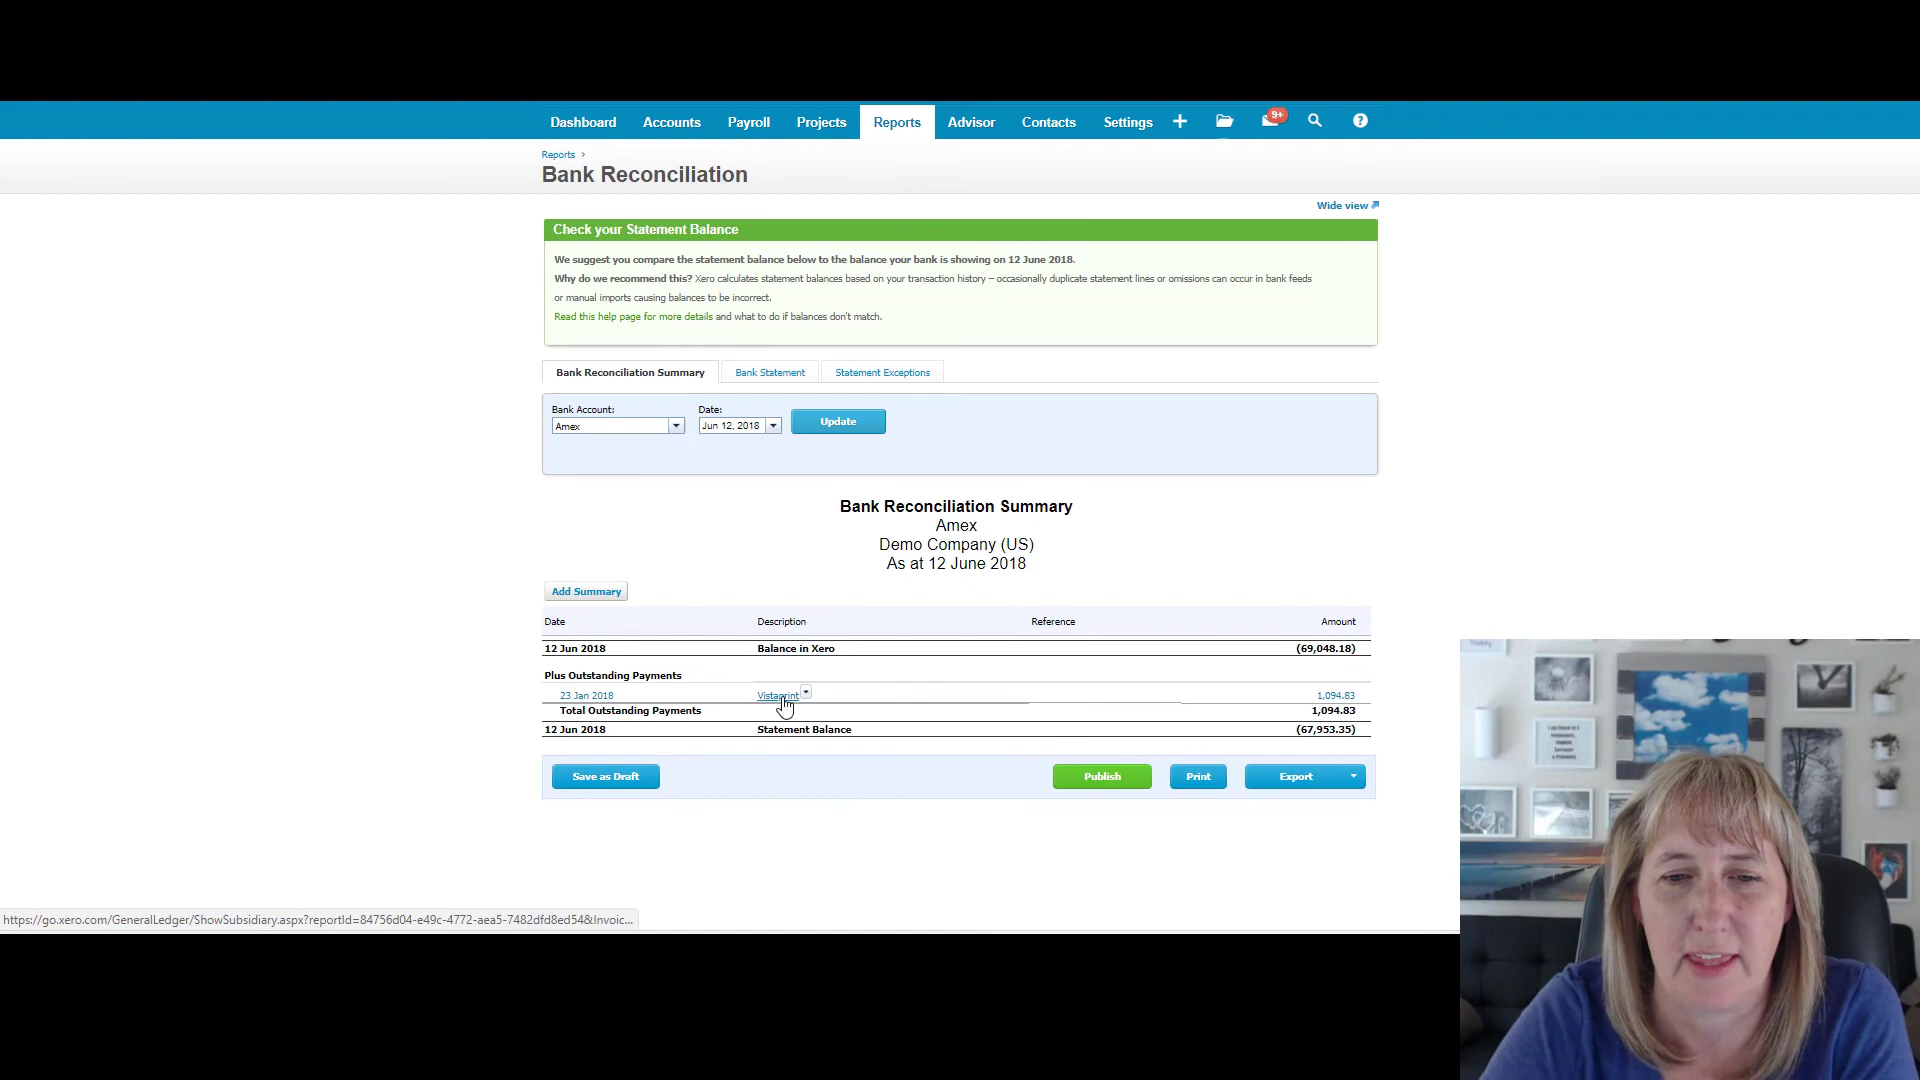 Dashboard Accounts Payroll Projects Reports Advisor Contacts Settings 9+
Reports ›
Bank Reconciliation
Wide view
Check your Statement Balance
We suggest you compare the statement balance below to the balance your bank is showing on 12 June 2018.
Why do we recommend this? Xero calculates statement balances based on your transaction history – occasionally duplicate statement lines or omissions can occur in bank feeds
or manual imports causing balances to be incorrect.
Read this help page for more details and what to do if balances don't match.
Bank Reconciliation Summary Bank Statement Statement Exceptions
Bank Account: Date:
Amex Jun 12, 2018 Update
Bank Reconciliation Summary
Amex
Demo Company (US)
As at 12 June 2018
Add Summary
Date Description Reference Amount
12 Jun 2018 Balance in Xero (69,048.18)
Plus Outstanding Payments
23 Jan 2018 Vistaprint 1,094.83
Total Outstanding Payments 1,094.83
12 Jun 2018 Statement Balance (67,953.35)
Save as Draft Publish Print Export
https://go.xero.com/GeneralLedger/ShowSubsidiary.aspx?reportId=84756d04-e49c-4772-aea5-7482dfd8ed54&Invoic...